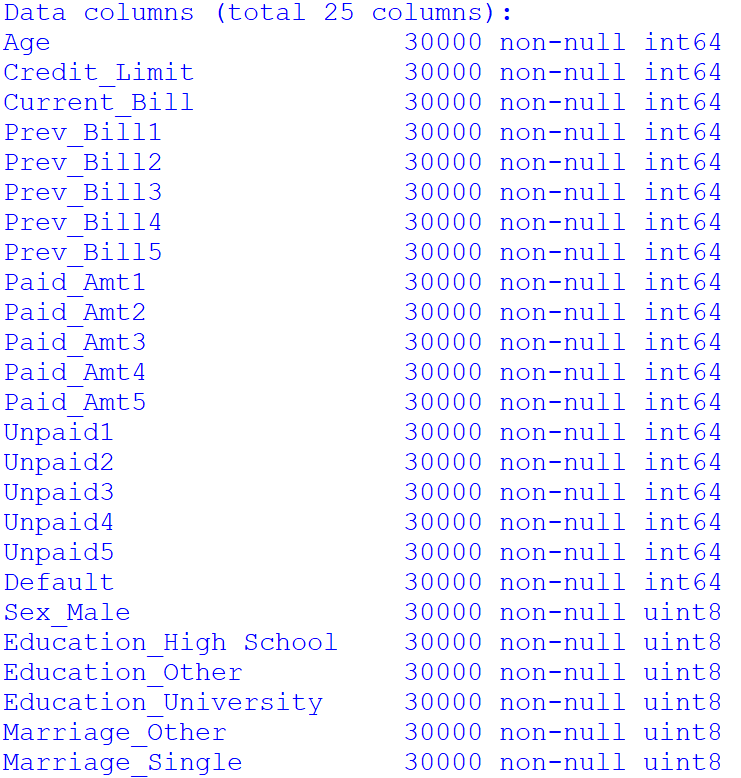 Data columns (total 25 columns):
Age 30000 non-null int64
Credit_Limit 30000 non-null int64
Current_Bill 30000 non-null int64
Prev_Bill1 30000 non-null int64
Prev_Bill2 30000 non-null int64
Prev_Bill3 30000 non-null int64
Prev_Bill4 30000 non-null int64
Prev_Bill5 30000 non-null int64
Paid_Amt1 30000 non-null int64
Paid_Amt2 30000 non-null int64
Paid_Amt3 30000 non-null int64
Paid_Amt4 30000 non-null int64
Paid_Amt5 30000 non-null int64
Unpaid1 30000 non-null int64
Unpaid2 30000 non-null int64
Unpaid3 30000 non-null int64
Unpaid4 30000 non-null int64
Unpaid5 30000 non-null int64
Default 30000 non-null int64
Sex_Male 30000 non-null uint8
Education_High School 30000 non-null uint8
Education_Other 30000 non-null uint8
Education_University 30000 non-null uint8
Marriage_Other 30000 non-null uint8
Marriage_Single 30000 non-null uint8